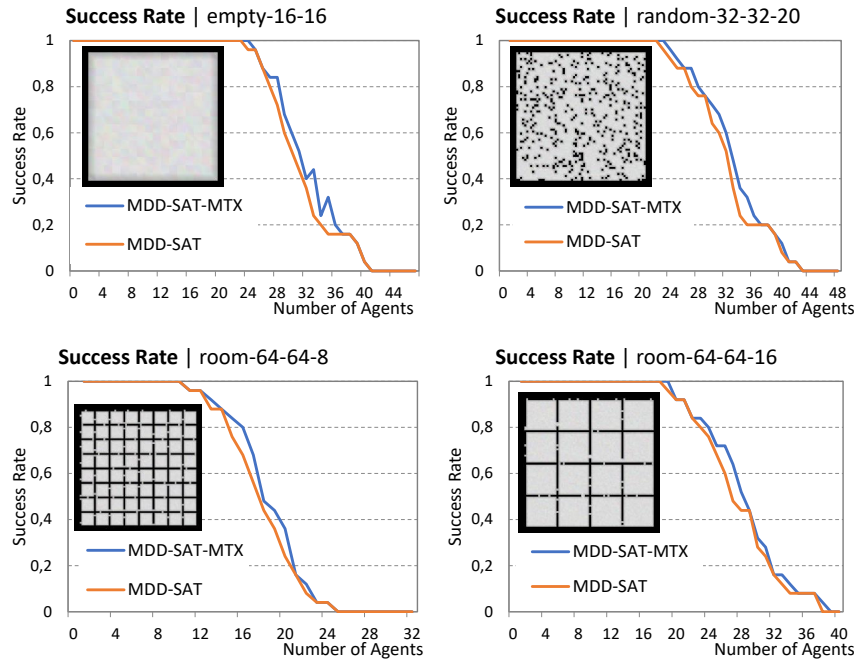 Success Rate | empty-16-16
Success Rate
1
0,8
0,6
0,4
0,2
0
MDD-SAT-MTX
MDD-SAT
0 4 8 12 16 20 24 28 32 36 40 44
Number of Agents
Success Rate | random-32-32-20
Success Rate
1
0,8
0,6
0,4
0,2
0
MDD-SAT-MTX
MDD-SAT
0 4 8 12 16 20 24 28 32 36 40 44 48
Number of Agents
Success Rate | room-64-64-8
Success Rate
1
0,8
0,6
0,4
0,2
0
MDD-SAT-MTX
MDD-SAT
0 4 8 12 16 20 24 28 32
Number of Agents
Success Rate | room-64-64-16
Success Rate
1
0,8
0,6
0,4
0,2
0
MDD-SAT-MTX
MDD-SAT
0 4 8 12 16 20 24 28 32 36 40
Number of Agents